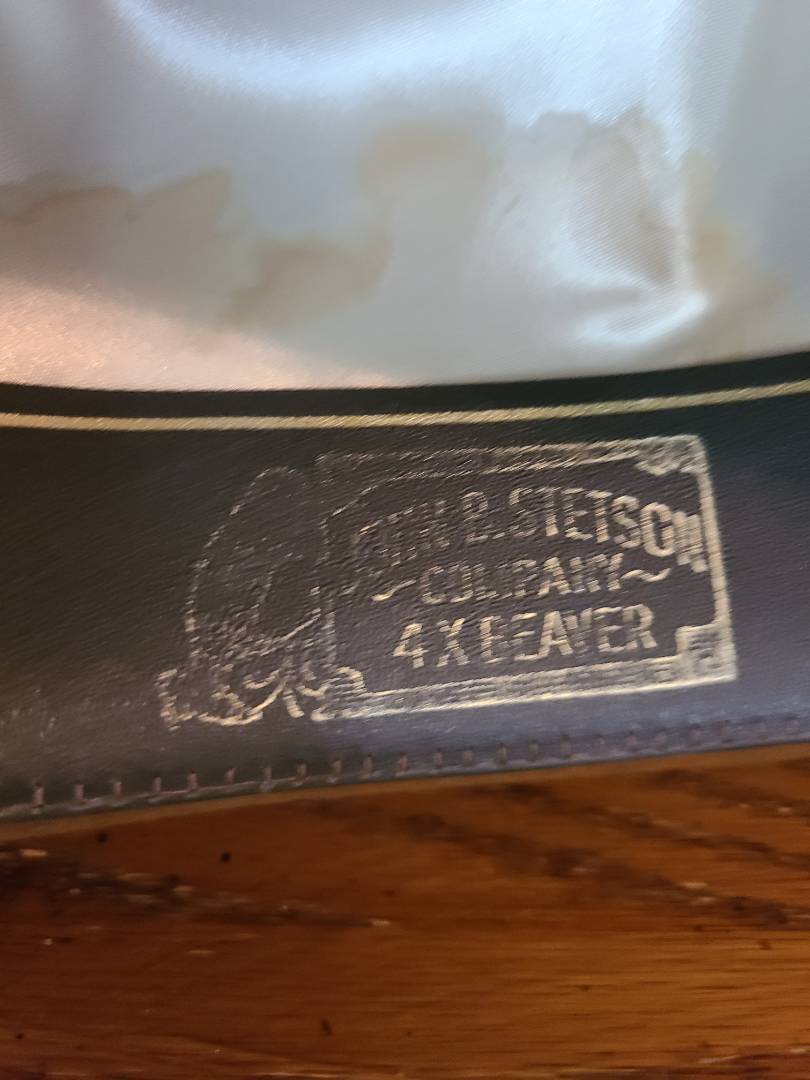 JOHN B. STETSON
~COMPANY~
4X BEAVER